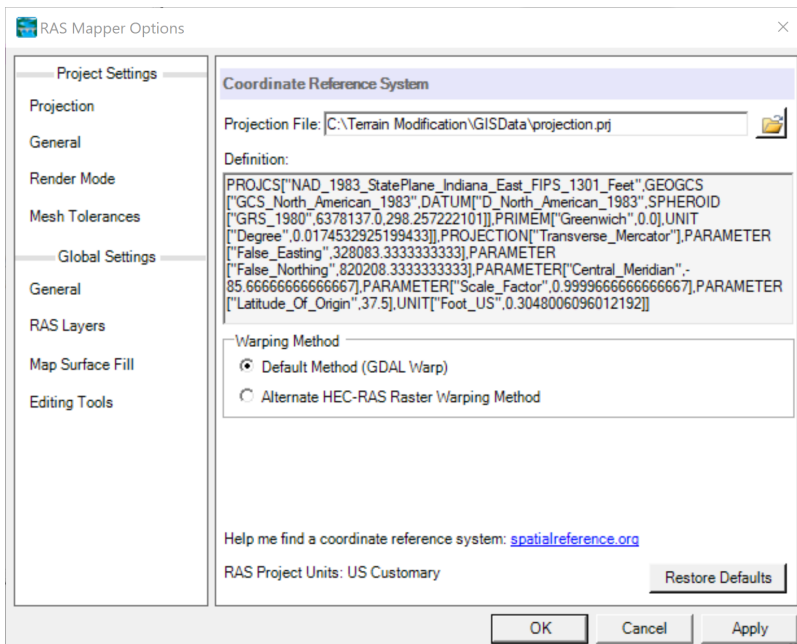 RAS Mapper Options
Project Settings
Projection
General
Render Mode
Mesh Tolerances
Global Settings
General
RAS Layers
Map Surface Fill
Editing Tools
Coordinate Reference System
Projection File: C:\Terrain Modification\GISData\projection.prj
Definition:
PROJCS["NAD_1983_StatePlane_Indiana_East_FIPS_1301_Feet",GEOGCS
["GCS_North_American_1983",DATUM["D_North_American_1983",SPHEROID
["GRS_1980",6378137.0,298.257222101]],PRIMEM["Greenwich",0.0],UNIT
["Degree",0.0174532925199433]],PROJECTION["Transverse_Mercator"],PARAMETER
["False_Easting",328083.3333333333],PARAMETER
["False_Northing",820208.3333333333],PARAMETER["Central_Meridian",-
85.66666666666667],PARAMETER["Scale_Factor",0.9999666666666667],PARAMETER
["Latitude_Of_Origin",37.5],UNIT["Foot_US",0.3048006096012192]]
Warping Method
Default Method (GDAL Warp)
Alternate HEC-RAS Raster Warping Method
Help me find a coordinate reference system: spatialreference.org
RAS Project Units: US Customary
Restore Defaults
OK
Cancel
Apply